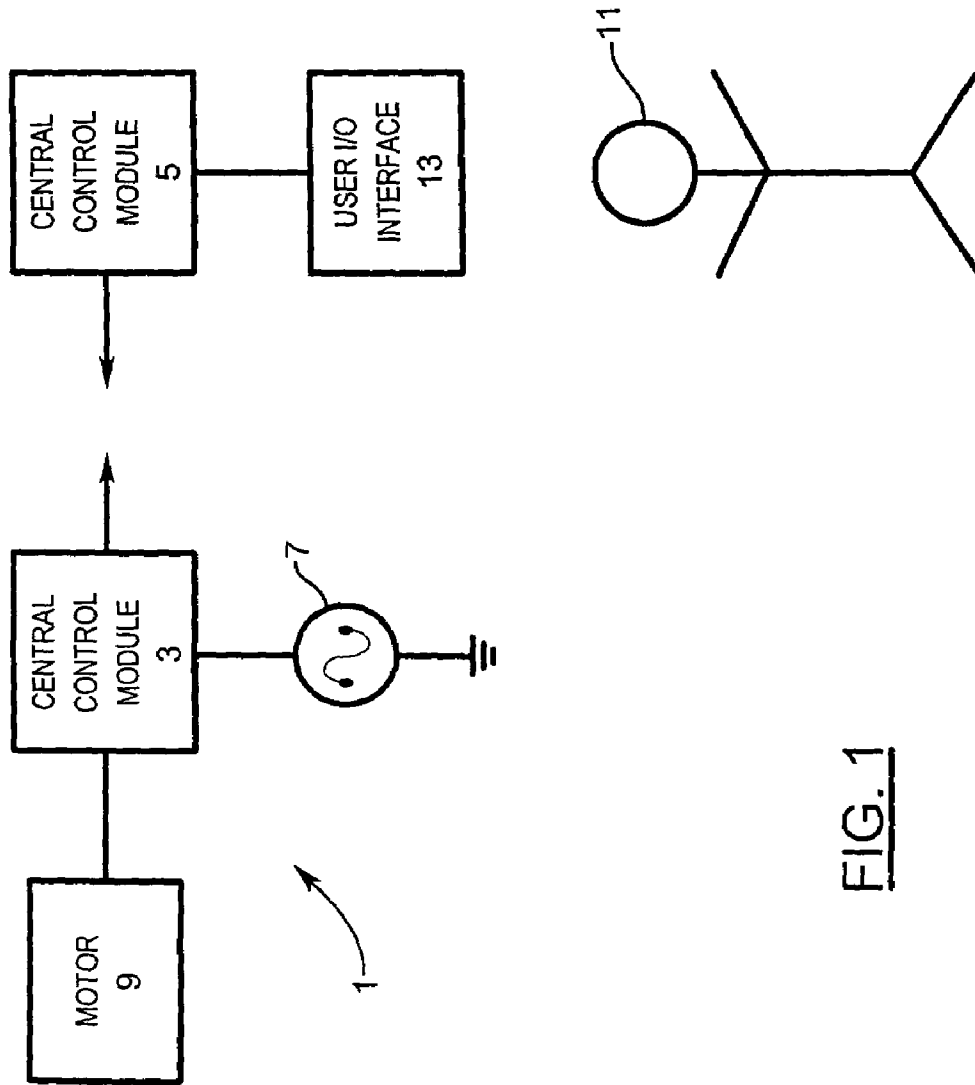 MOTOR
9
CENTRAL
CONTROL
MODULE
3
CENTRAL
CONTROL
MODULE
5
7
USER I/O
INTERFACE
13
1
11
FIG. 1